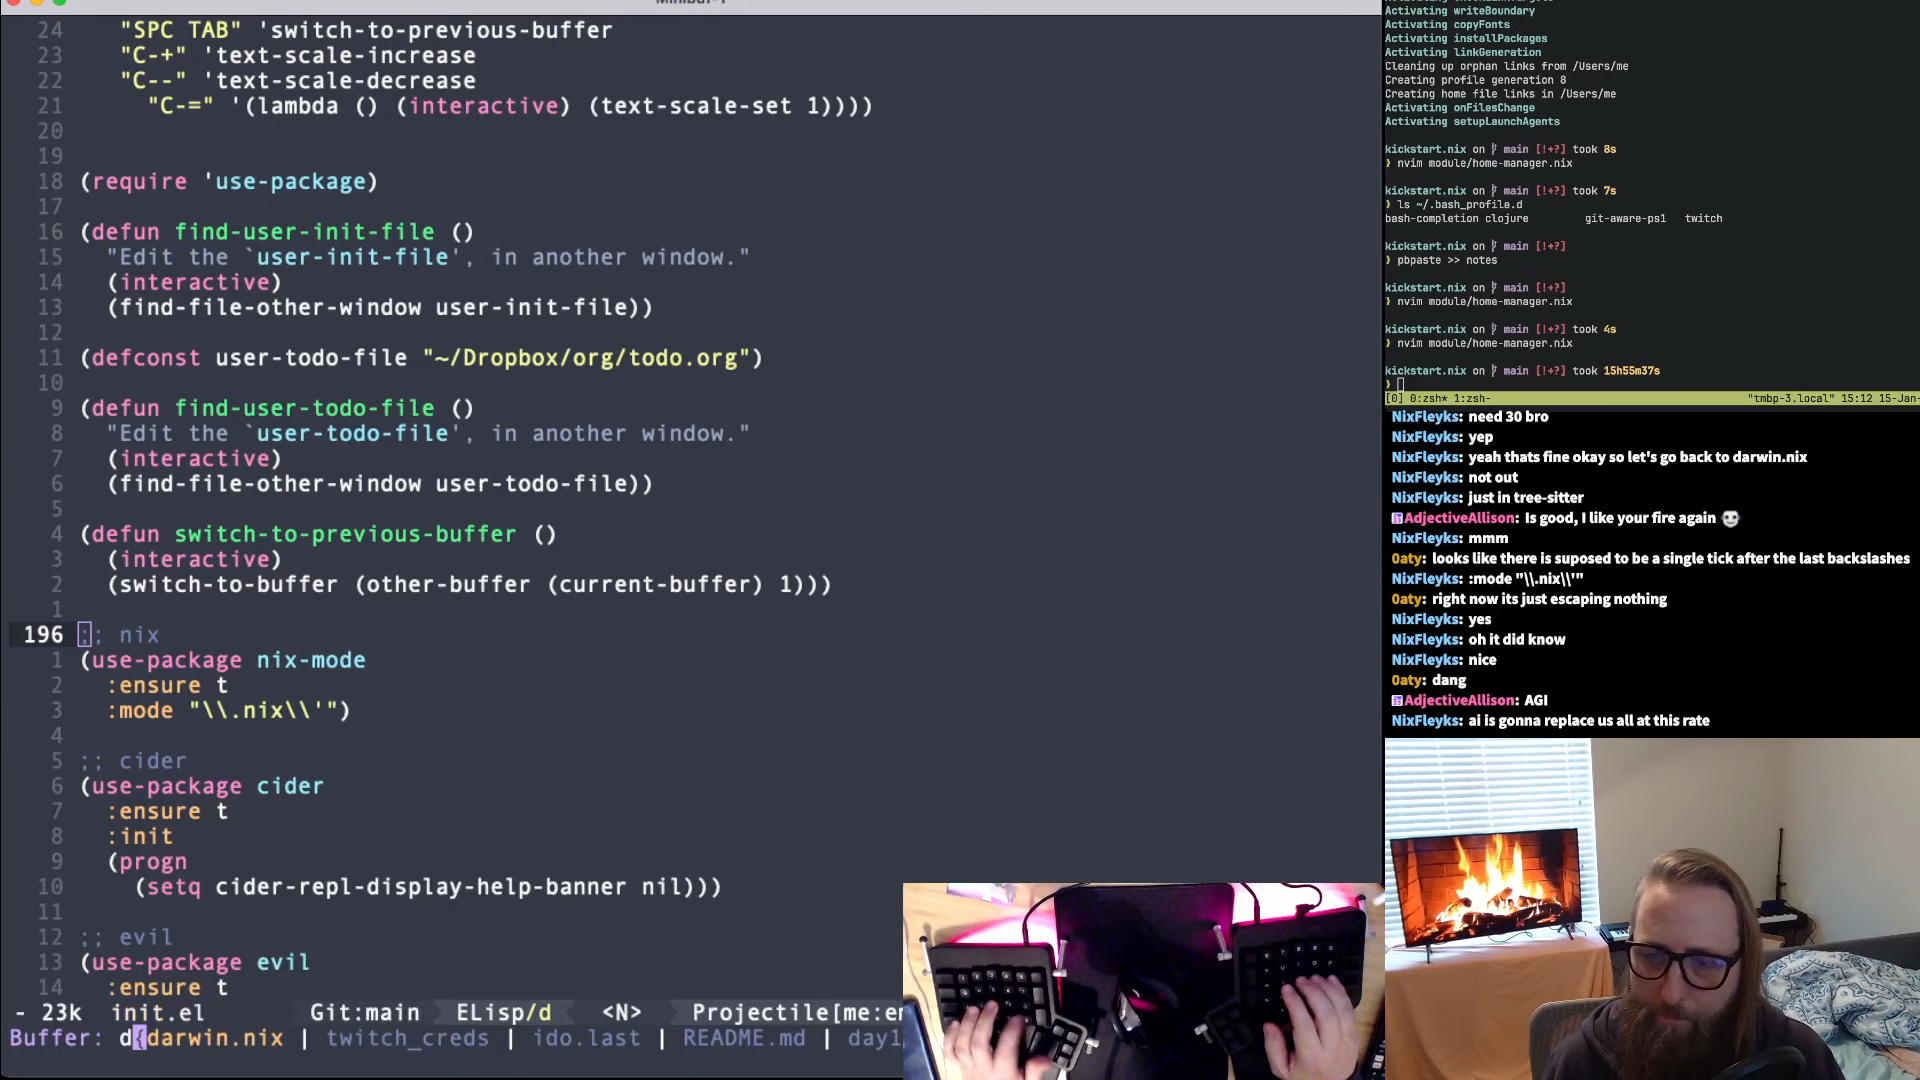 24 "SPC TAB" 'switch-to-previous-buffer
23 "C-+" 'text-scale-increase
22 "C--" 'text-scale-decrease
21 "C-=" '(lambda () (interactive) (text-scale-set 1))))
20
19
18 (require 'use-package)
17
16 (defun find-user-init-file ()
15 "Edit the `user-init-file', in another window."
14 (interactive)
13 (find-file-other-window user-init-file))
12
11 (defconst user-todo-file "~/Dropbox/org/todo.org")
10
9 (defun find-user-todo-file ()
8 "Edit the `user-todo-file', in another window."
7 (interactive)
6 (find-file-other-window user-todo-file))
5
4 (defun switch-to-previous-buffer ()
3 (interactive)
2 (switch-to-buffer (other-buffer (current-buffer) 1)))
1
196 ;; nix
1 (use-package nix-mode
2 :ensure t
3 :mode "\\.nix\\'")
4
5 ;; cider
6 (use-package cider
7 :ensure t
8 :init
9 (progn
10 (setq cider-repl-display-help-banner nil)))
11
12 ;; evil
13 (use-package evil
14 :ensure t
- 23k init.el Git:main ELisp/d <N> Projectile[me:en
Buffer: d{darwin.nix | twitch_creds | ido.last | README.md | day1
Activating writeBoundary
Activating copyFonts
Activating installPackages
Activating linkGeneration
Cleaning up orphan links from /Users/me
Creating profile generation 8
Creating home file links in /Users/me
Activating onFilesChange
Activating setupLaunchAgents
kickstart.nix on main [!+?] took 8s
❯ nvim module/home-manager.nix
kickstart.nix on main [!+?] took 7s
❯ ls ~/.bash_profile.d
bash-completion clojure git-aware-ps1 twitch
kickstart.nix on main [!+?]
❯ pbpaste >> notes
kickstart.nix on main [!+?]
❯ nvim module/home-manager.nix
kickstart.nix on main [!+?] took 4s
❯ nvim module/home-manager.nix
kickstart.nix on main [!+?] took 15h55m37s
❯
[0] 0:zsh* 1:zsh- "tmbp-3.local" 15:12 15-Jan-
NixFleyks: need 30 bro
NixFleyks: yep
NixFleyks: yeah thats fine okay so let's go back to darwin.nix
NixFleyks: not out
NixFleyks: just in tree-sitter
AdjectiveAllison: Is good, I like your fire again
NixFleyks: mmm
0aty: looks like there is suposed to be a single tick after the last backslashes
NixFleyks: :mode "\\.nix\\'"
0aty: right now its just escaping nothing
NixFleyks: yes
NixFleyks: oh it did know
NixFleyks: nice
0aty: dang
AdjectiveAllison: AGI
NixFleyks: ai is gonna replace us all at this rate